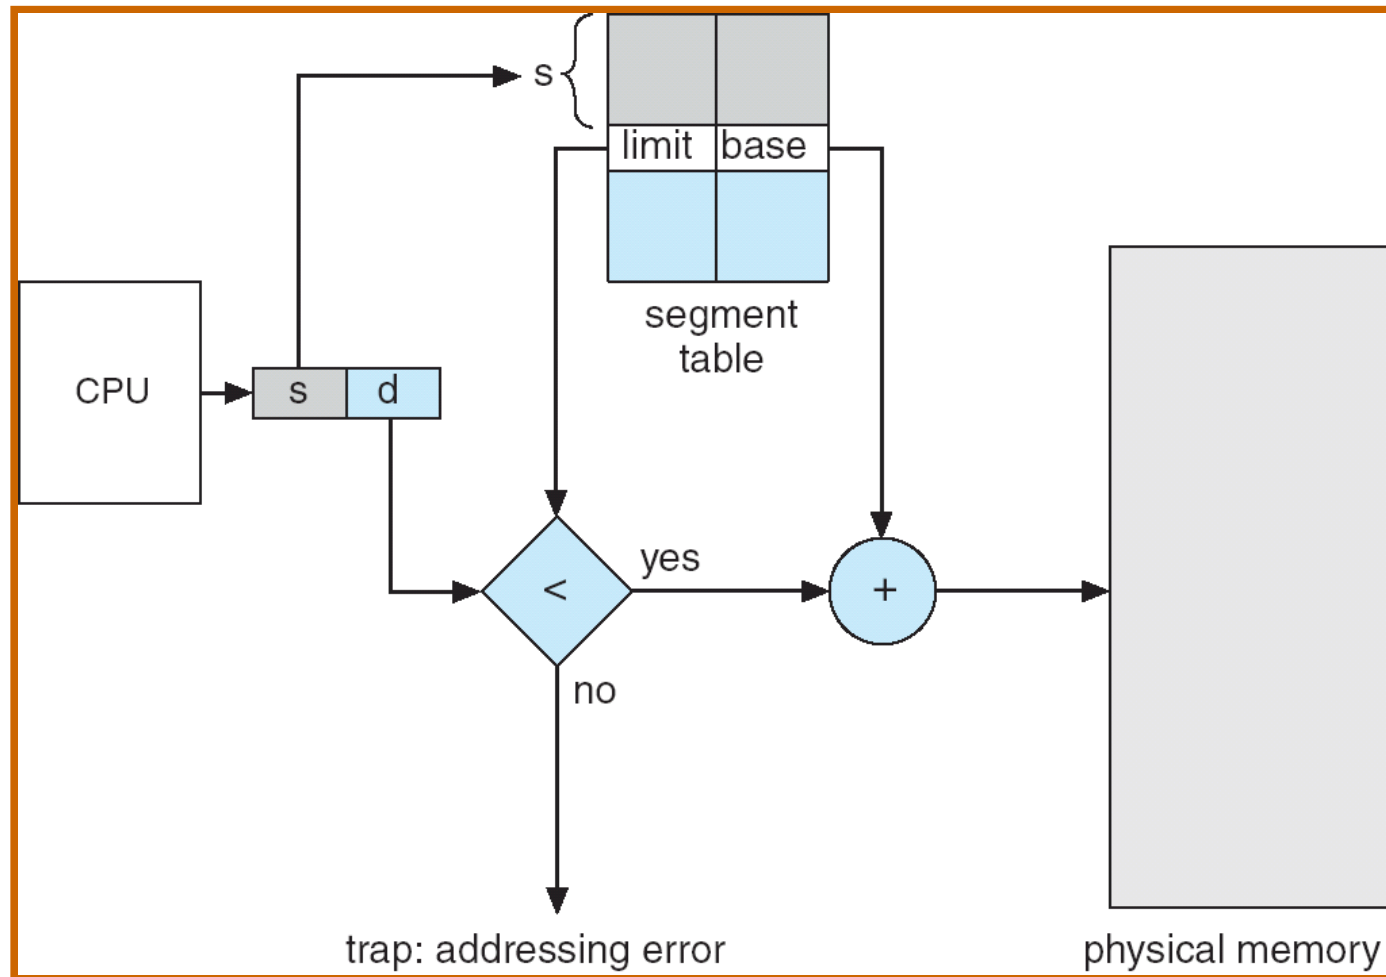 s
limit base
segment
table
CPU
s d
yes
<
+
no
trap: addressing error
physical memory